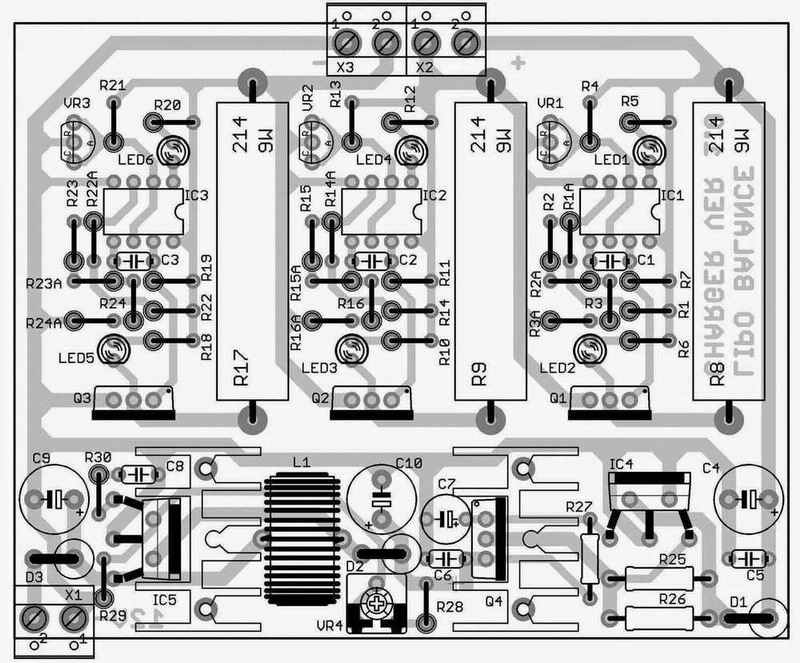 1 2 1 2
X3 X2
- +
R21
R20
VR3
R
A
C
LED6
214
9W
R13
R12
VR2
R
A
C
LED4
214
9W
R4
R5
VR1
R
A
C
LED1
214
9W
R23
R22A
IC3
R15
R14A
IC2
R2
R1A
IC1
CHARGER VER
LIPO BALANCE
C3
R19
C2
R11
C1
R7
R23A
R24
R22
R15A
R16
R14
R2A
R3
R1
R24A
R18
R16A
R10
R3A
R6
LED5
R17
LED3
R9
LED2
R8
Q3
Q2
Q1
C9
R30
C8
L1
C10
C7
IC4
C4
+
+
+
+
R27
D3
D2
C6
R25
C5
X1
R29
IC5
VR4
R28
Q4
R26
D1
12V
2 1